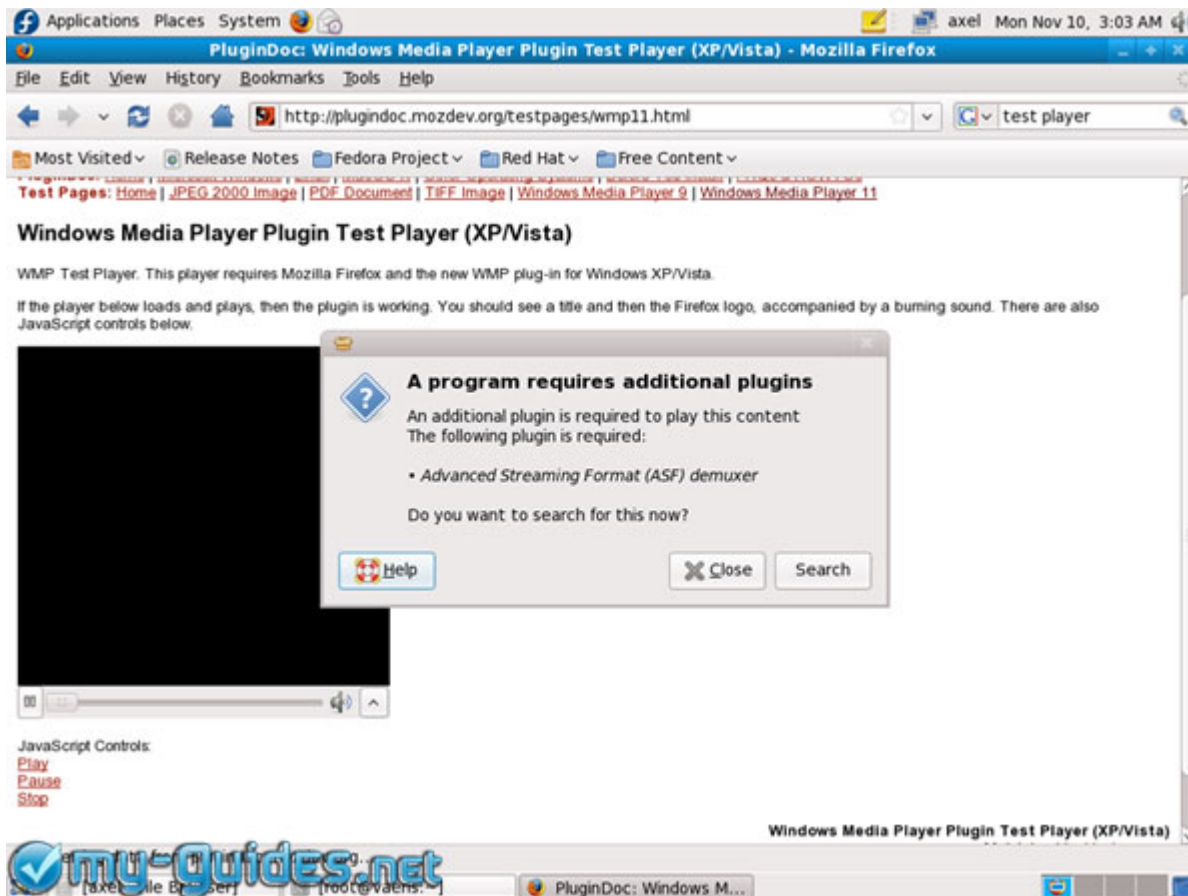 Applications Places System axel Mon Nov 10, 3:03 AM
PluginDoc: Windows Media Player Plugin Test Player (XP/Vista) - Mozilla Firefox
File Edit View History Bookmarks Tools Help
http://plugindoc.mozdev.org/testpages/wmp11.html test player
Most Visited Release Notes Fedora Project Red Hat Free Content
Test Pages: Home | JPEG 2000 Image | PDF Document | TIFF Image | Windows Media Player 9 | Windows Media Player 11
Windows Media Player Plugin Test Player (XP/Vista)
WMP Test Player. This player requires Mozilla Firefox and the new WMP plug-in for Windows XP/Vista.
If the player below loads and plays, then the plugin is working. You should see a title and then the Firefox logo, accompanied by a burning sound. There are also
JavaScript controls below.
A program requires additional plugins
An additional plugin is required to play this content
The following plugin is required:
• Advanced Streaming Format (ASF) demuxer
Do you want to search for this now?
Help Close Search
JavaScript Controls:
Play
Pause
Stop
Windows Media Player Plugin Test Player (XP/Vista)
my-guides.net
PluginDoc: Windows M...